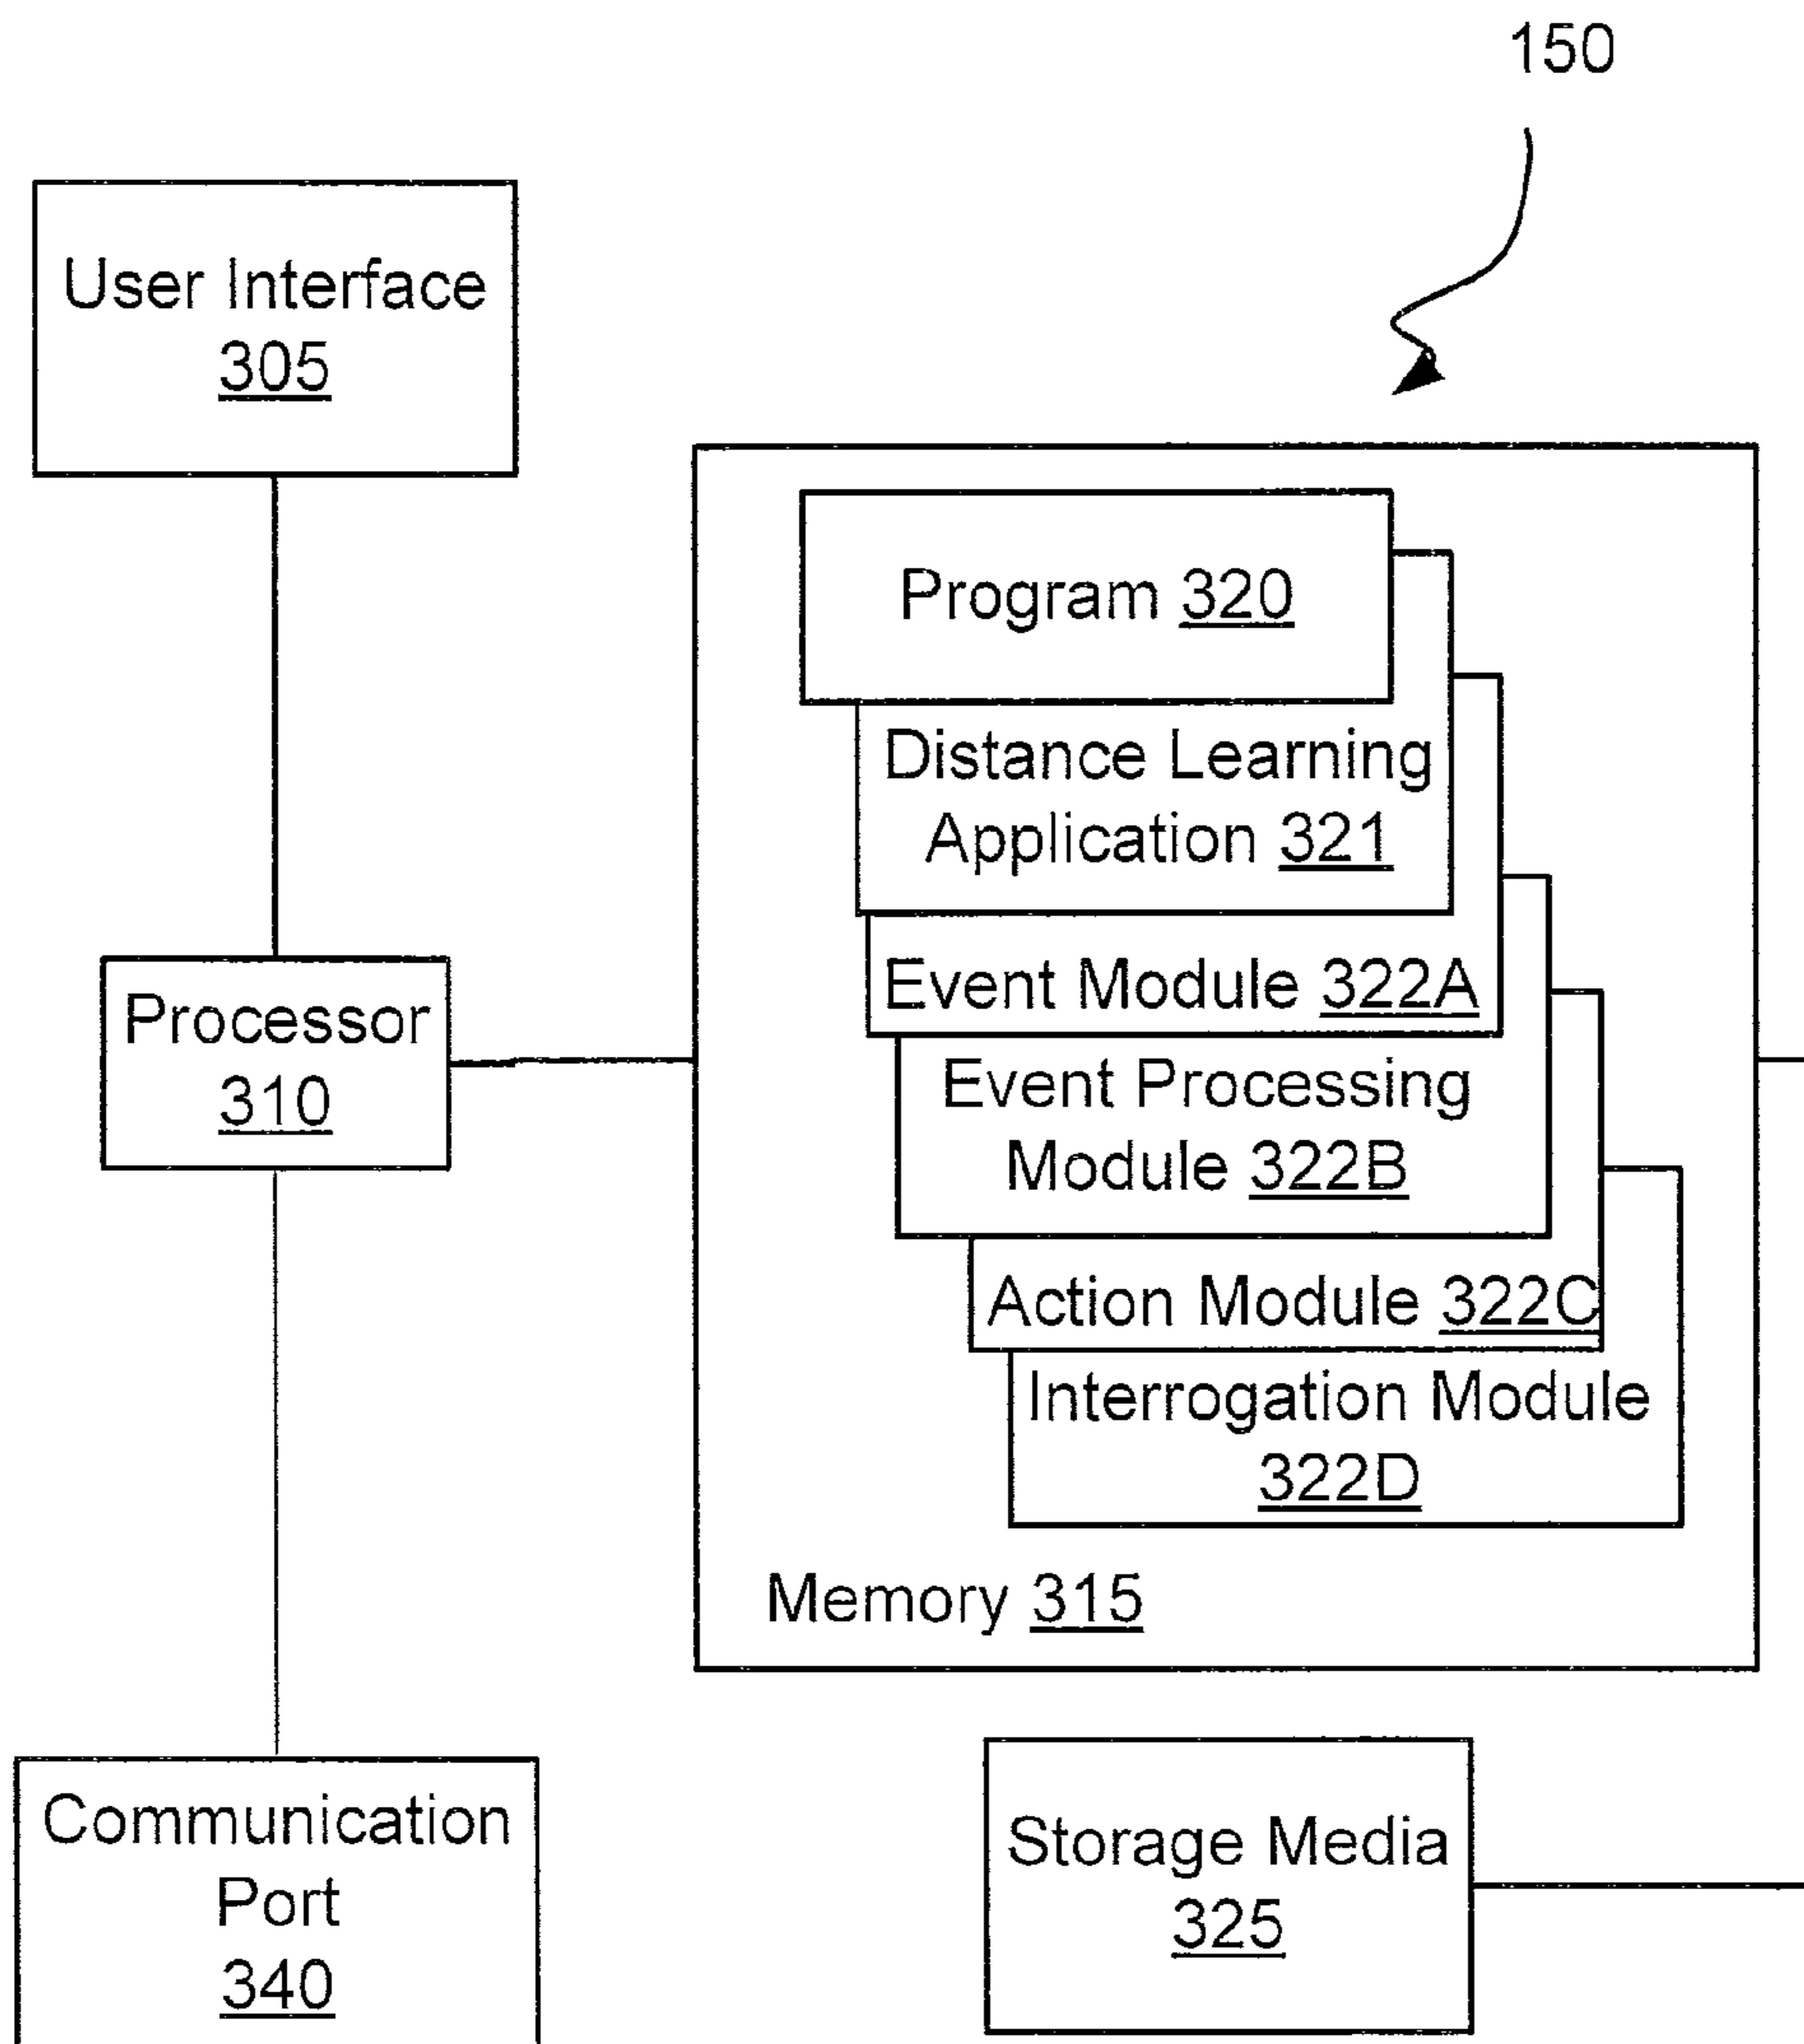 150
User Interface
305
Program 320
Distance Learning
Application 321
Event Module 322A
Processor
310
Event Processing
Module 322B
Action Module 322C
Interrogation Module
322D
Memory 315
Communication
Port
340
Storage Media
325